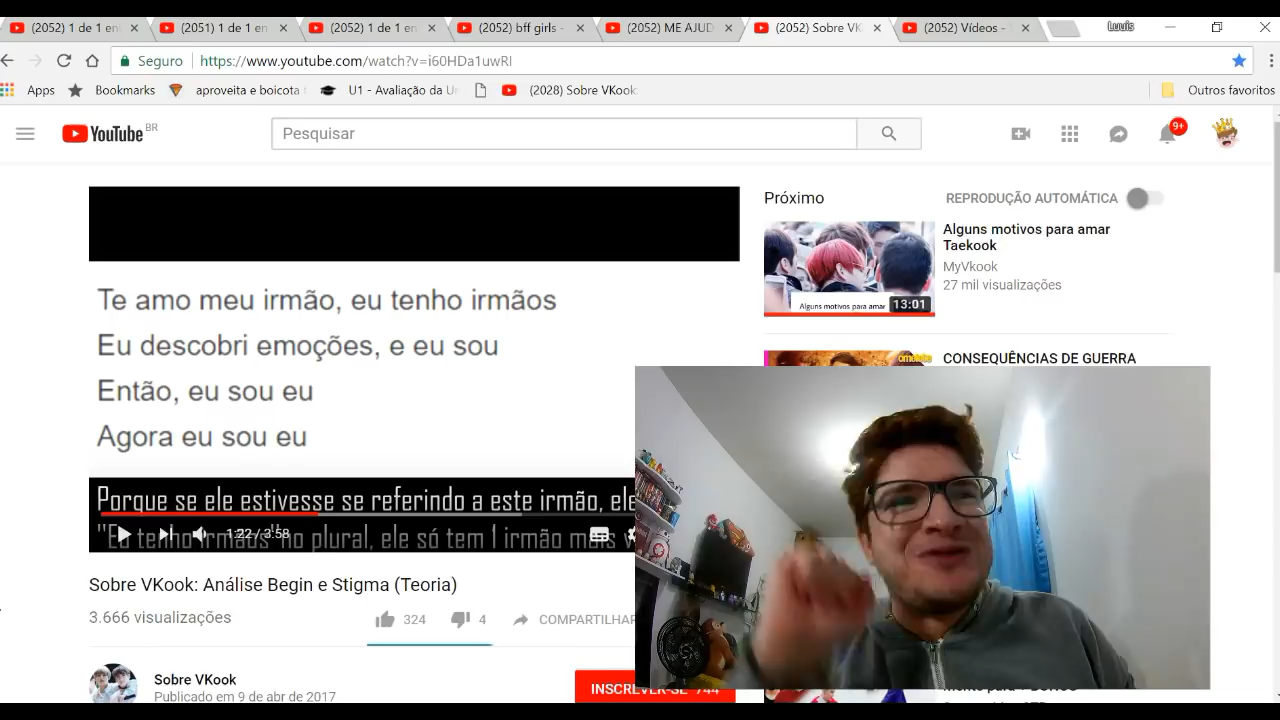 (2052) 1 de 1 en
(2051) 1 de 1 en
(2052) 1 de 1 en
(2052) bff girls -
(2052) ME AJUD
(2052) Sobre VK
(2052) Vídeos -
Luuis
Seguro
https://www.youtube.com/watch?v=i60HDa1uwRI
Apps
Bookmarks
aproveita e boicota
U1 - Avaliação da
(2028) Sobre VKook:
Outros favoritos
YouTube BR
Pesquisar
9+
Te amo meu irmão, eu tenho irmãos
Eu descobri emoções, e eu sou
Então, eu sou eu
Agora eu sou eu
Porque se ele estivesse se referindo a este irmão, ele
"Eu tenho irmãos" no plural, ele só tem 1 irmão mais
1:22 / 3:58
Sobre VKook: Análise Begin e Stigma (Teoria)
3.666 visualizações
324
4
COMPARTILHAR
Sobre VKook
Publicado em 9 de abr de 2017
INSCREVER-SE 744
Próximo
REPRODUÇÃO AUTOMÁTICA
Alguns motivos para amar
13:01
Alguns motivos para amar
Taekook
MyVkook
27 mil visualizações
omelete
CONSEQUÊNCIAS DE GUERRA